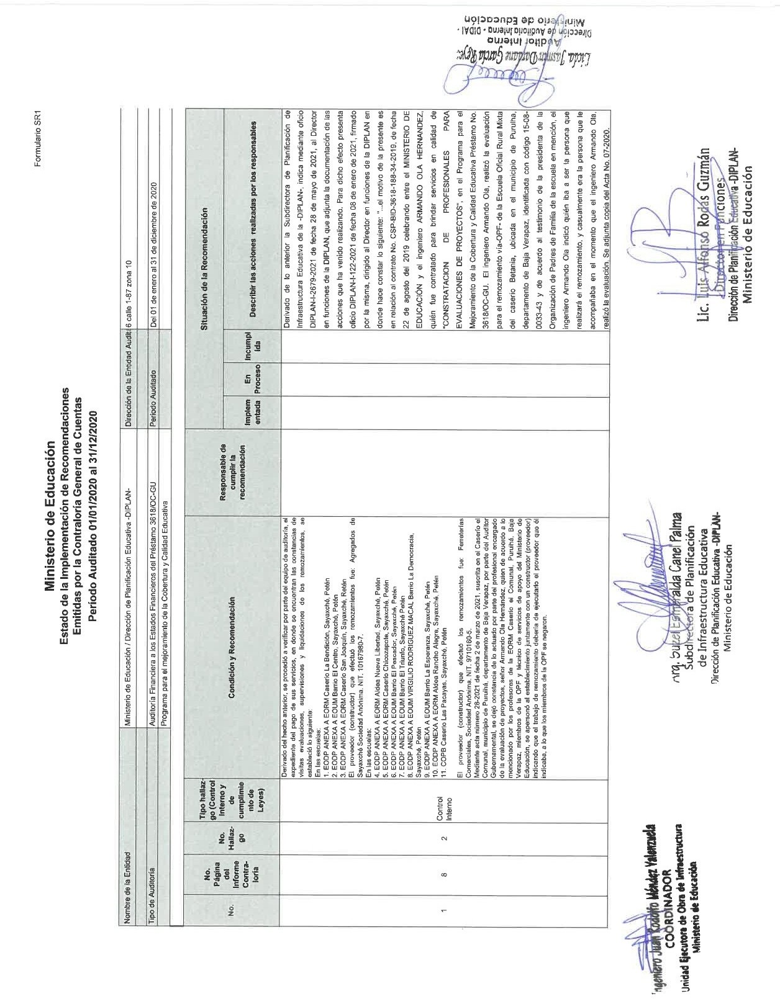 Formulario SR1
Ministerio de Educación
Estado de la Implementación de Recomendaciones
Emitidas por la Contraloría General de Cuentas
Período Auditado 01/01/2020 al 31/12/2020
Nombre de la Entidad
Ministerio de Educación / Dirección de Planificación Educativa -DIPLAN-
Dirección de la Entidad Audit
6 calle 1-87 zona 10
Tipo de Auditoría
Auditoría Financiera a los Estados Financieros del Préstamo 3618/OC-GU
Periodo Auditado
Del 01 de enero al 31 de diciembre de 2020
Programa para el mejoramiento de la Cobertura y Calidad Educativa
No.
No.
Página
del
Informe
Contra-
loría
No.
Hallaz-
go
Tipo hallaz-
go (Control
Interno y
de
cumplimie
nto de
Leyes)
Condición y Recomendación
Responsable de
cumplir la
recomendación
Situación de la Recomendación
Implem
entada
En
Proceso
Incumpl
ida
Describir las acciones realizadas por los responsables
1
8
2
Control
Interno
Derivado del hecho anterior, se procedió a verificar por parte del equipo de auditoría, el
expediente del pago de sus servicios, en donde se encuentran las constancias de
visitas evaluaciones, supervisiones y liquidaciones de los remozamientos, se
estableció lo siguiente:
En las escuelas:
1. EODP ANEXA A EORM Caserío La Bendición, Sayaxché, Petén
2. EODP ANEXA A EOUM Barrio El Centro, Sayaxché, Petén
3. EODP ANEXA A EORM Caserío San Joaquín, Sayaxché, Retén
El proveedor (constructor) que efectuó los remozamientos fue: Agregados de
Sayaxché Sociedad Anónima. NIT. 10167980-7.
En las escuelas:
4. EODP ANEXA A EORM Aldea Nueva Libertad, Sayaxché, Petén
5. EODP ANEXA A EORM Caserío Chicozapote, Sayaxché, Petén
6. EODP ANEXA A EOUM Barrio El Pescador, Sayaxché, Petén
7. EODP ANEXA A EOUM Barrio El Triunfo, Sayaxché Petén
8. EODP ANEXA A EOUM VIRGILIO RODRIGUEZ MACAL Barrio La Democracia,
Sayaxché, Petén
9. EODP ANEXA A EOUM Barrio La Esperanza, Sayaxché, Petén
10. EODP ANEXA A EORM Aldea Rancho Alegre, Sayaxché, Petén
11. COPB Caserío Las Pacayas, Sayaxché, Petén
El proveedor (constructor) que efectuó los remozamientos fue: Ferreterías
Comerciales, Sociedad Anónima. NIT. 9710160-5.
Mediante acta número 28-2021 de fecha 2 de marzo de 2021, suscrita en el Caserío el
Comunal, municipio de Purulhá, departamento de Baja Verapaz, por parte del Auditor
Gubernamental, se dejó constancia de lo actuado por parte del profesional encargado
de la evaluación de proyectos, señor Armando Ola Hernández, quien de acuerdo a lo
mencionado por los profesores de la EORM Caserío el Comunal, Purulhá, Baja
Verapaz, miembros de la OPF y técnico de servicios de apoyo del Ministerio de
Educación, se apersonó al establecimiento juntamente con un constructor (proveedor)
indicando que el trabajo de remozamiento debería de ejecutarlo el proveedor que él
indicaba, a lo que los miembros de la OPF se negaron.
Derivado de lo anterior la Subdirectora de Planificación de
Infraestructura Educativa de la -DIPLAN-, indica mediante oficio
DIPLAN-I-2679-2021 de fecha 28 de mayo de 2021, al Director
en funciones de la DIPLAN, que adjunta la documentación de las
acciones que ha venido realizando. Para dicho efecto presenta
oficio DIPLAN-I-122-2021 de fecha 08 de enero de 2021, firmado
por la misma, dirigido al Director en funciones de la DIPLAN en
donde hace constar lo siguiente: "...el motivo de la presente es
en relación al contrato No. CSP-BID-3618-188-34-2019, de fecha
22 de agosto del 2019 celebrando entre el MINISTERIO DE
EDUCACIÓN y el ingeniero ARMANDO OLA HERNANDEZ,
quién fue contratado para brindar servicios en calidad de
"CONSTRATACION DE PROFESIONALES PARA
EVALUACIONES DE PROYECTOS", en el Programa para el
Mejoramiento de la Cobertura y Calidad Educativa Préstamo No.
3618/OC-GU. El ingeniero Armando Ola, realizó la evaluación
para el remozamiento vía-OPF- de la Escuela Oficial Rural Mixta
del caserío Betania, ubicada en el municipio de Purulha,
departamento de Baja Verapaz, identificada con código 15-08-
0033-43 y de acuerdo al testimonio de la presidenta de la
Organización de Padres de Familia de la escuela en mención, el
ingeniero Armando Ola indicó quién iba a ser la persona que
realizará el remozamiento, y casualmente era la persona que le
acompañaba en el momento que el ingeniero Armando Ola,
realizó la evaluación. Se adjunta copia del Acta No. 07-2020.
Ingeniero Juan Rodolfo Méndez Valenzuela
COORDINADOR
Unidad Ejecutora de Obra de Infraestructura
Ministerio de Educación
Arq. Suzel Esmeralda Canel Palma
Subdirectora de Planificación
de Infraestructura Educativa
Dirección de Planificación Educativa -DIPLAN-
Ministerio de Educación
Lic. Luis Alfonso Rodas Guzmán
-Director en Funciones-
Dirección de Planificación Educativa -DIPLAN-
Ministerio de Educación
Licda. Jasmin Dardane García Reyes
Auditor Interno
Dirección de Auditoría Interna - DIDAI -
Ministerio de Educación